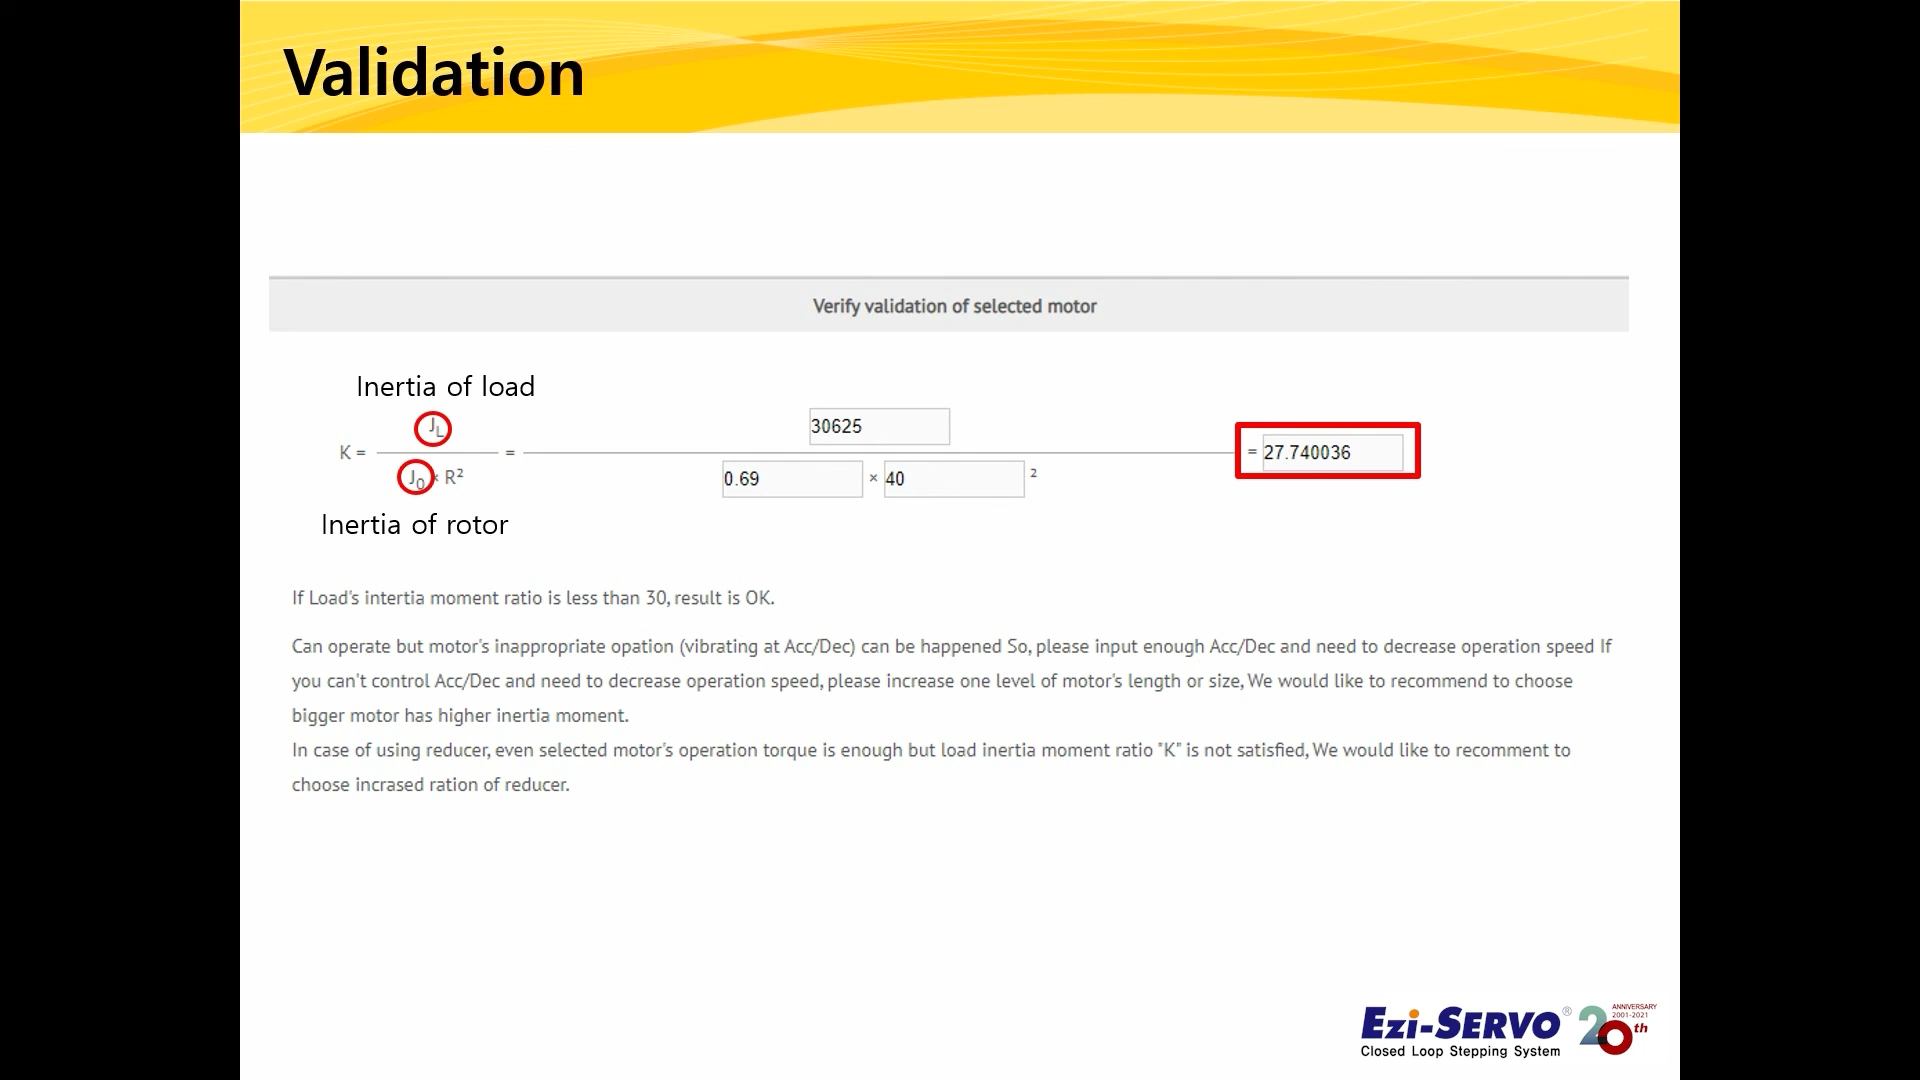 Validation
Verify validation of selected motor
Inertia of load
K = J_L / J_0 × R² = 30625 / 0.69 × 40 ² = 27.740036
Inertia of rotor
If Load's intertia moment ratio is less than 30, result is OK.
Can operate but motor's inappropriate opation (vibrating at Acc/Dec) can be happened So, please input enough Acc/Dec and need to decrease operation speed If
you can't control Acc/Dec and need to decrease operation speed, please increase one level of motor's length or size, We would like to recommend to choose
bigger motor has higher inertia moment.
In case of using reducer, even selected motor's operation torque is enough but load inertia moment ratio "K" is not satisfied, We would like to recomment to
choose incrased ration of reducer.
Ezi-SERVO®
Closed Loop Stepping System
ANNIVERSARY
2001-2021
20th